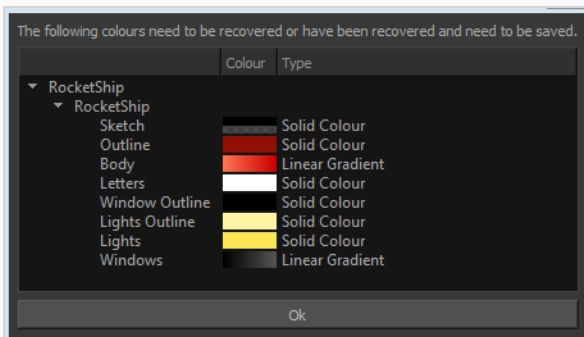 The following colours need to be recovered or have been recovered and need to be saved.
Colour Type
RocketShip
RocketShip
Sketch Solid Colour
Outline Solid Colour
Body Linear Gradient
Letters Solid Colour
Window Outline Solid Colour
Lights Outline Solid Colour
Lights Solid Colour
Windows Linear Gradient
Ok